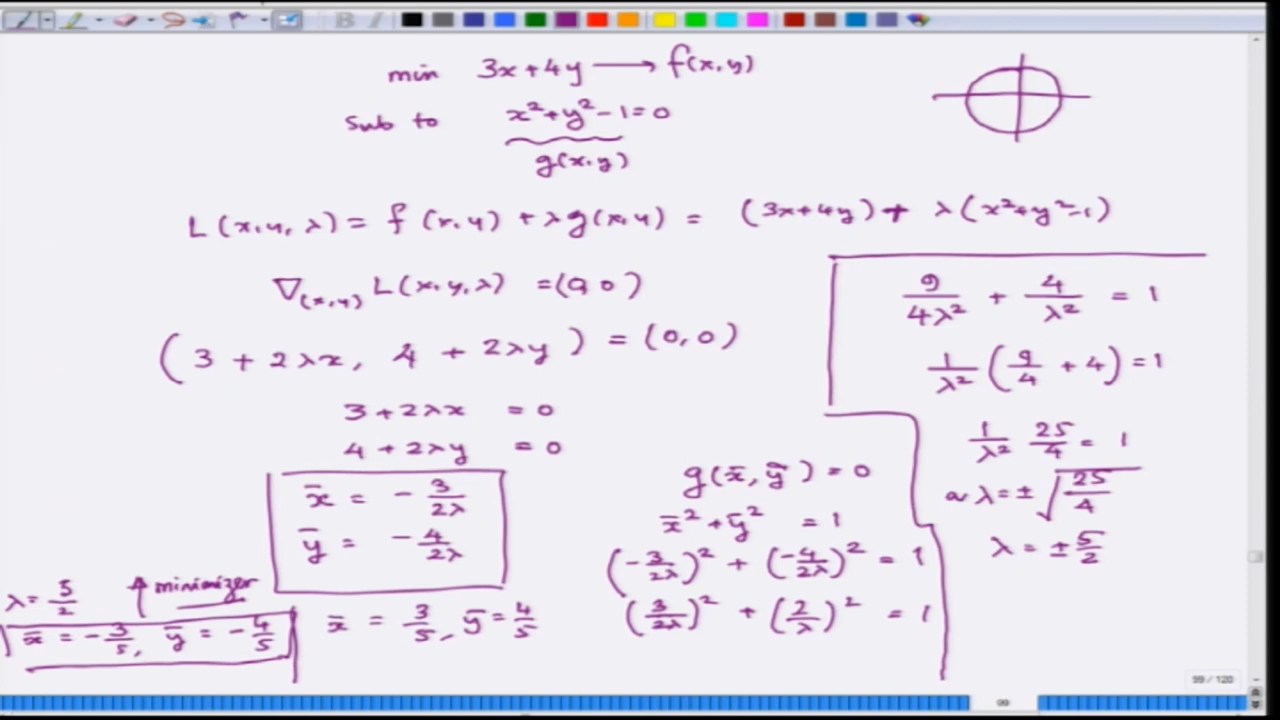 B I
min 3x+4y ⟶ f(x,y)
Sub to x²+y²-1=0
g(x,y)
L(x,y,λ) = f(x,y) + λg(x,y) = (3x+4y) + λ(x²+y²-1)
∇(x,y) L(x,y,λ) = (0,0)
(3 + 2λx, 4 + 2λy) = (0,0)
3+2λx = 0
4+2λy = 0
x̄ = -3/2λ
ȳ = -4/2λ
λ = 5/2 ↑ minimizer
x̄ = -3/5, ȳ = -4/5
x̄ = 3/5, ȳ = 4/5
g(x̄,ȳ) = 0
x̄²+ȳ² = 1
(-3/2λ)² + (-4/2λ)² = 1
(3/2λ)² + (2/λ)² = 1
9/4λ² + 4/λ² = 1
1/λ² (9/4 + 4) = 1
1/λ² 25/4 = 1
or λ = ± √25/4
λ = ± 5/2
99 / 120
99